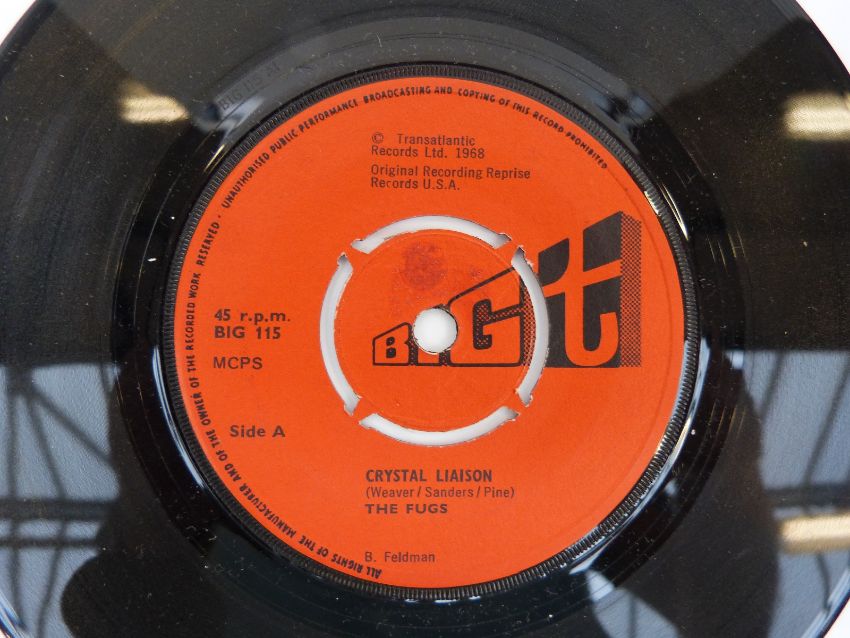 ALL RIGHTS OF THE MANUFACTURER AND OF THE OWNER OF THE RECORDED WORK RESERVED · UNAUTHORISED PUBLIC PERFORMANCE BROADCASTING AND COPYING OF THIS RECORD PROHIBITED
© Transatlantic
Records Ltd. 1968
Original Recording Reprise
Records U.S.A.
45 r.p.m.
BIG 115
MCPS
BIG t
Side A
CRYSTAL LIAISON
(Weaver / Sanders / Pine)
THE FUGS
B. Feldman